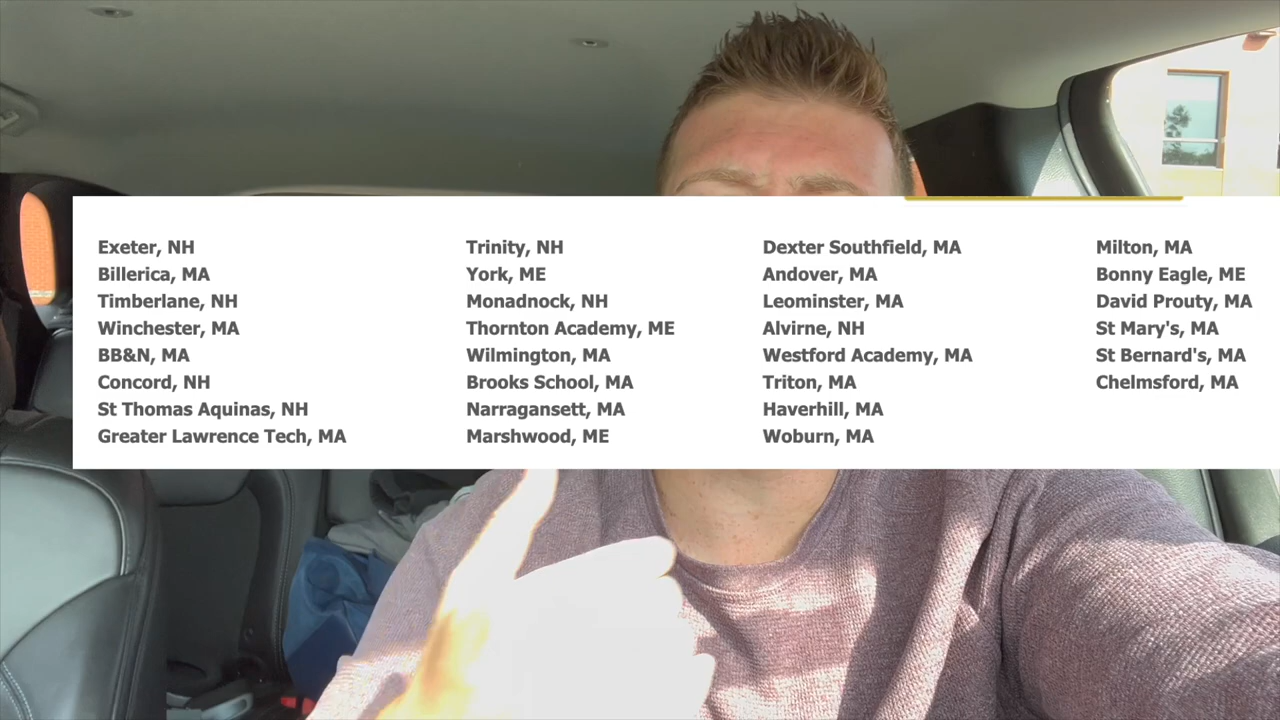 Exeter, NH
Billerica, MA
Timberlane, NH
Winchester, MA
BB&N, MA
Concord, NH
St Thomas Aquinas, NH
Greater Lawrence Tech, MA
Trinity, NH
York, ME
Monadnock, NH
Thornton Academy, ME
Wilmington, MA
Brooks School, MA
Narragansett, MA
Marshwood, ME
Dexter Southfield, MA
Andover, MA
Leominster, MA
Alvirne, NH
Westford Academy, MA
Triton, MA
Haverhill, MA
Woburn, MA
Milton, MA
Bonny Eagle, ME
David Prouty, MA
St Mary's, MA
St Bernard's, MA
Chelmsford, MA